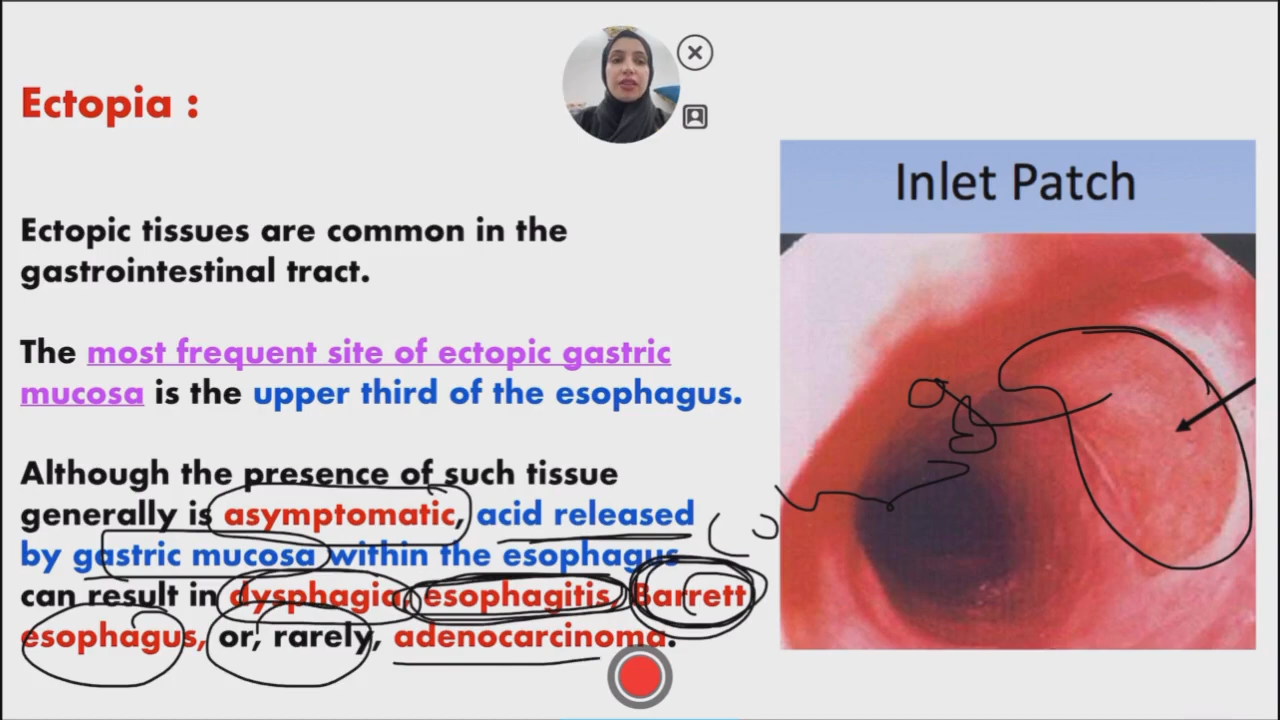 Ectopia :
Inlet Patch
Ectopic tissues are common in the
gastrointestinal tract.
The most frequent site of ectopic gastric
mucosa is the upper third of the esophagus.
Although the presence of such tissue
generally is asymptomatic, acid released
by gastric mucosa within the esophagus
can result in dysphagia, esophagitis, Barrett
esophagus, or, rarely, adenocarcinoma.